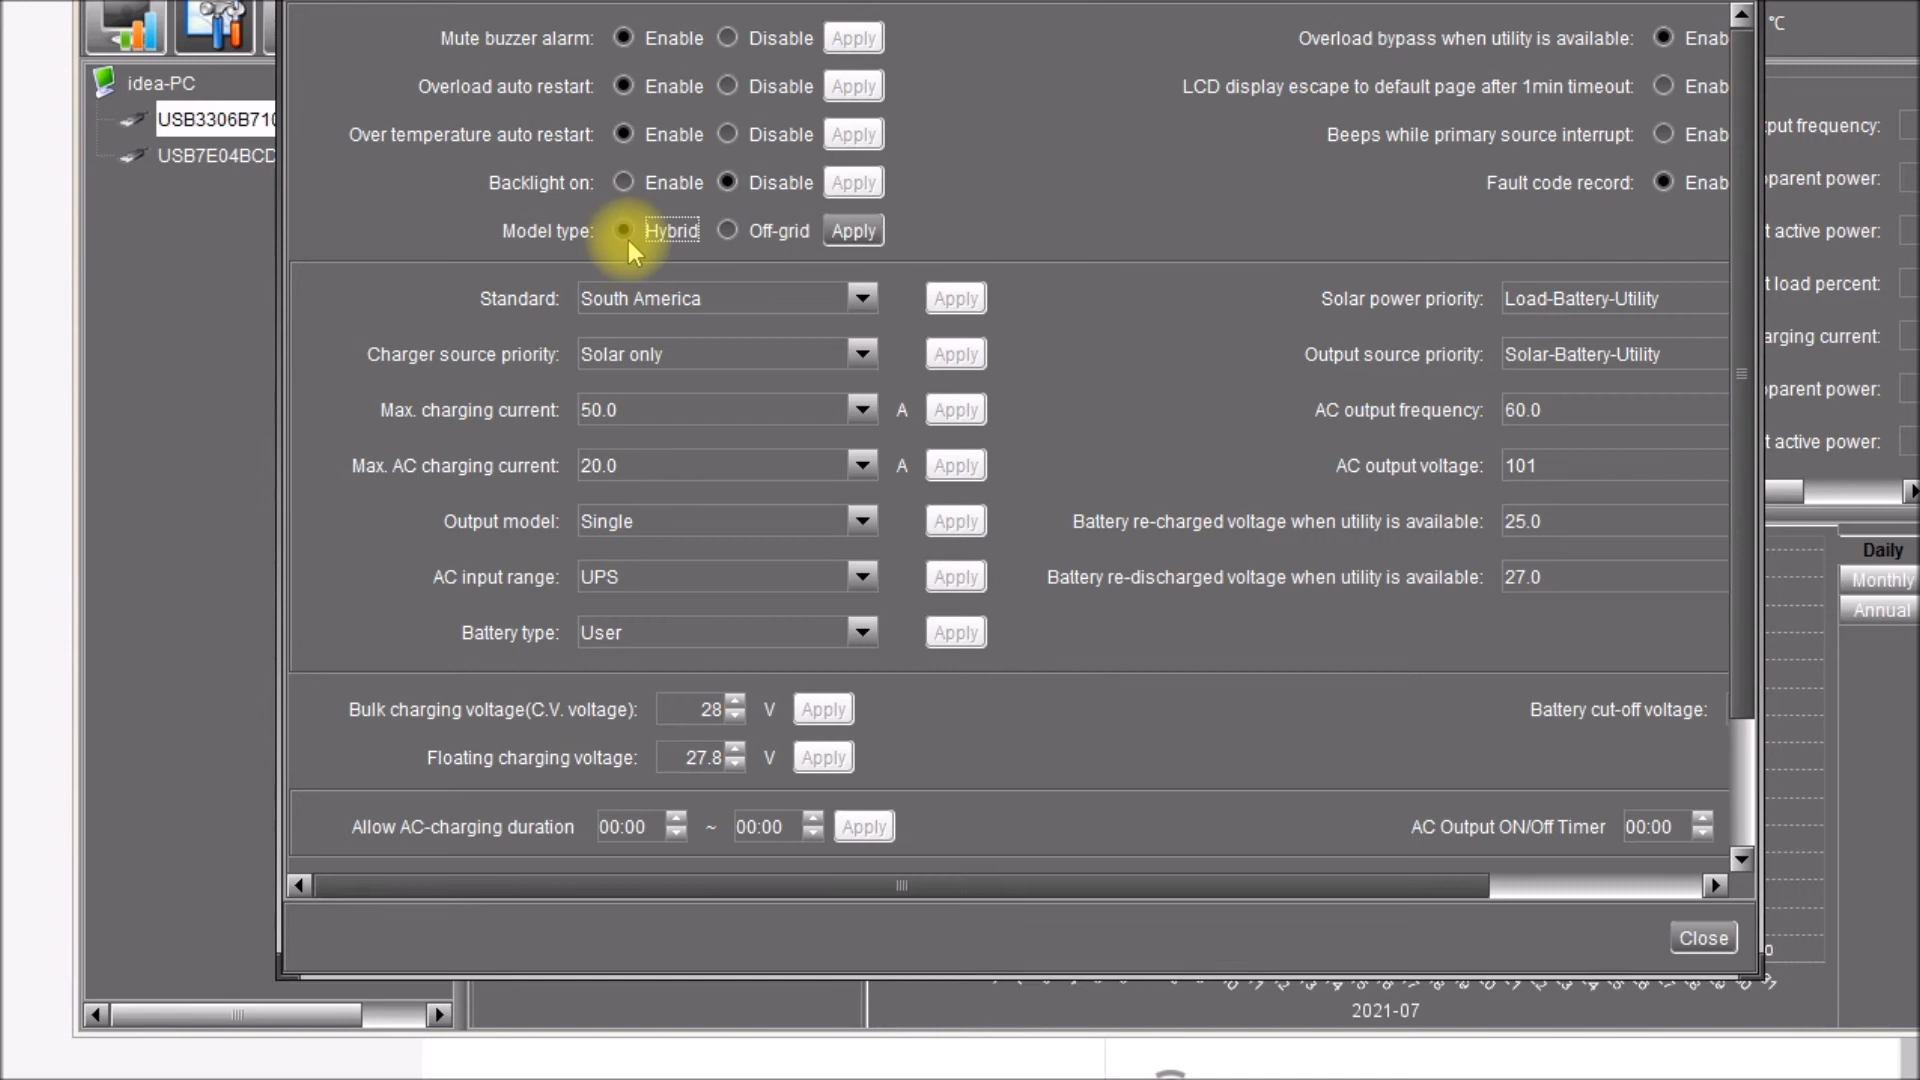 Mute buzzer alarm: Enable Disable Apply Overload bypass when utility is available: Enab °C
idea-PC Overload auto restart: Enable Disable Apply LCD display escape to default page after 1min timeout: Enab
USB3306B710 Over temperature auto restart: Enable Disable Apply Beeps while primary source interrupt: Enab put frequency:
USB7E04BCD Backlight on: Enable Disable Apply Fault code record: Enab parent power:
Model type: Hybrid Off-grid Apply t active power:
Standard: South America Apply Solar power priority: Load-Battery-Utility t load percent:
Charger source priority: Solar only Apply Output source priority: Solar-Battery-Utility arging current:
Max. charging current: 50.0 A Apply AC output frequency: 60.0 parent power:
Max. AC charging current: 20.0 A Apply AC output voltage: 101 t active power:
Output model: Single Apply Battery re-charged voltage when utility is available: 25.0
Daily
AC input range: UPS Apply Battery re-discharged voltage when utility is available: 27.0 Monthly
Annual
Battery type: User Apply
Bulk charging voltage(C.V. voltage): 28 V Apply Battery cut-off voltage:
Floating charging voltage: 27.8 V Apply
Allow AC-charging duration 00:00 ~ 00:00 Apply AC Output ON/Off Timer 00:00
Close
2021-07